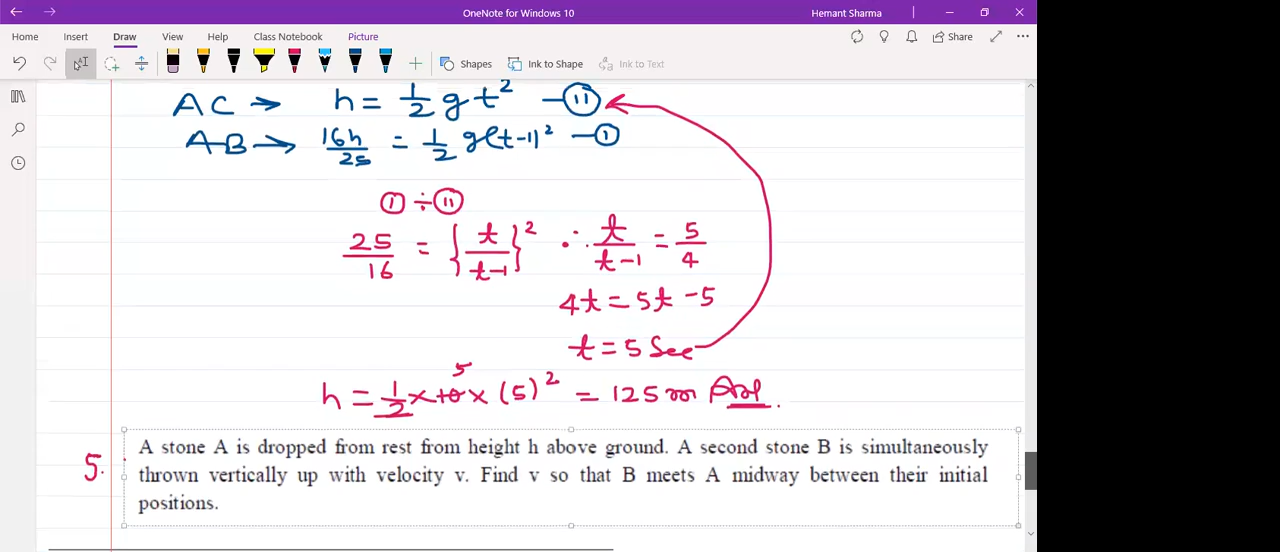 OneNote for Windows 10
Hemant Sharma
Home Insert Draw View Help Class Notebook Picture
Share
Shapes Ink to Shape Ink to Text
AC → h = 1/2 g t² —(II)
AB → 16h/25 = 1/2 g(t-1)² —(I)
(I) ÷ (II)
25/16 = {t/t-1}² ∴ t/t-1 = 5/4
4t = 5t - 5
t = 5 Sec
5
h = 1/2 × 10 × (5)² = 125m Ans.
5. A stone A is dropped from rest from height h above ground. A second stone B is simultaneously
thrown vertically up with velocity v. Find v so that B meets A midway between their initial
positions.